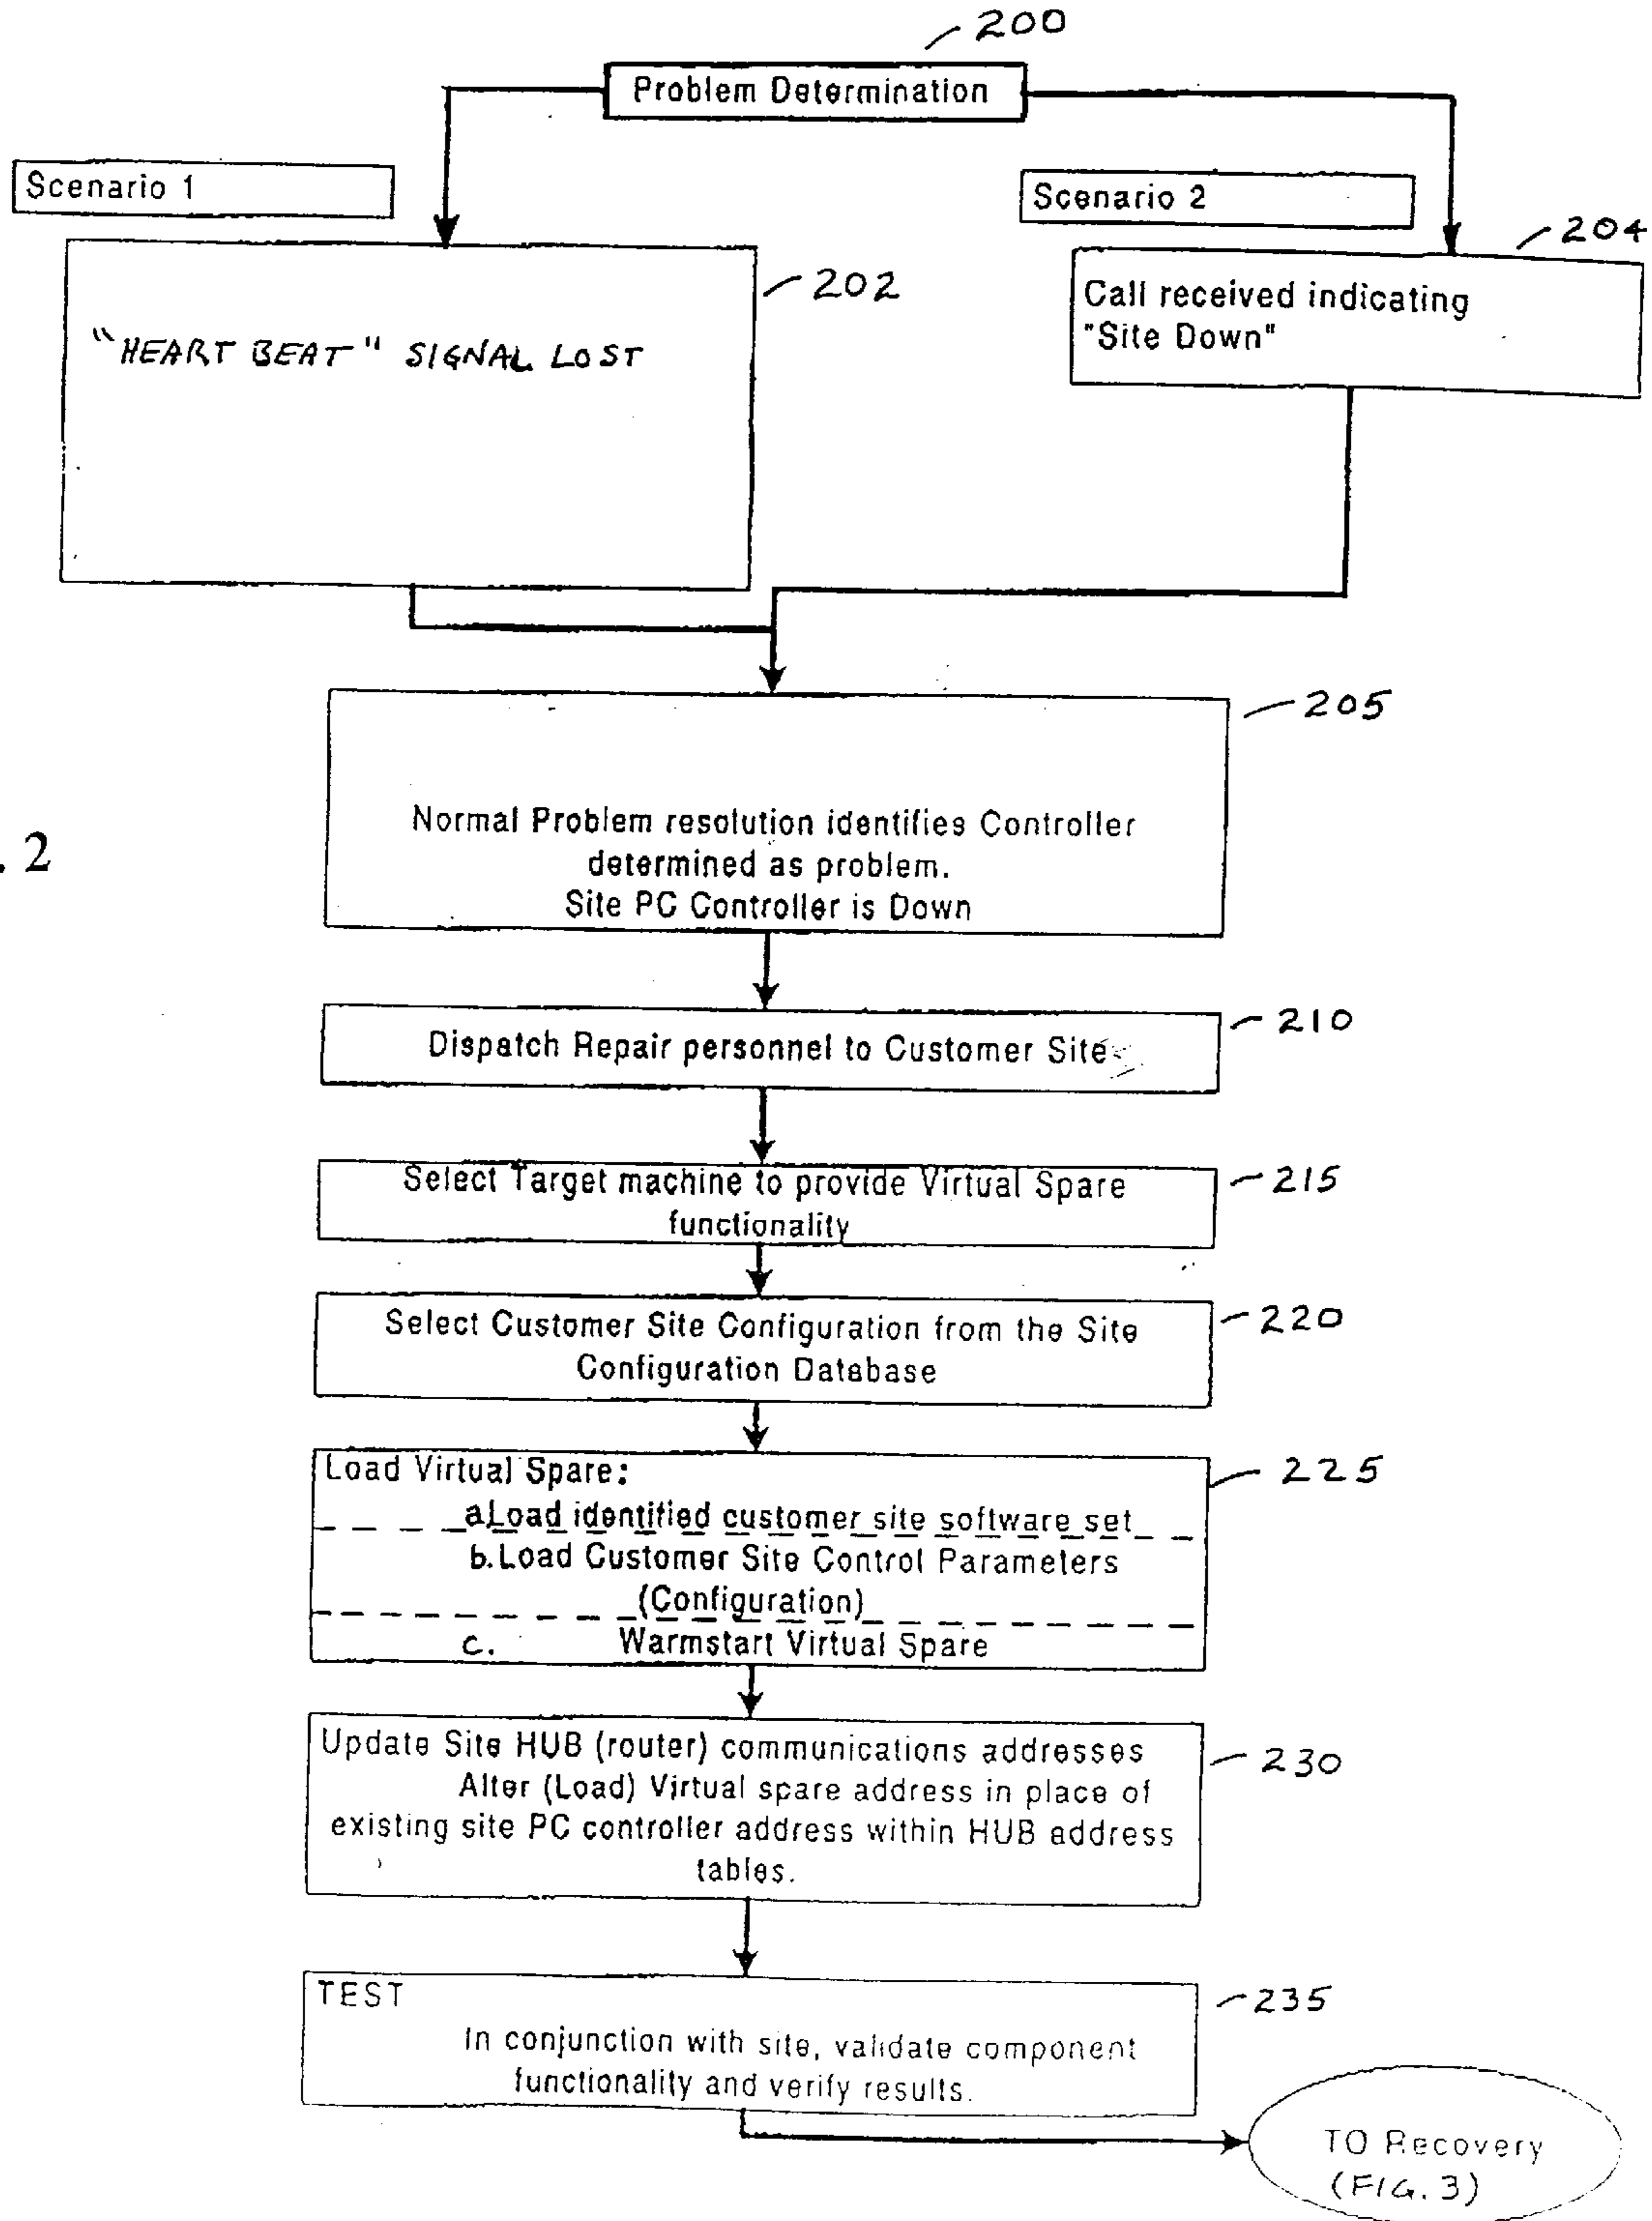 200
Problem Determination
Scenario 1
Scenario 2
204
202
"HEART BEAT" SIGNAL LOST
Call received indicating
"Site Down"
205
Normal Problem resolution identifies Controller
determined as problem.
Site PC Controller is Down
. 2
210
Dispatch Repair personnel to Customer Site
215
Select Target machine to provide Virtual Spare
functionality
220
Select Customer Site Configuration from the Site
Configuration Database
225
Load Virtual Spare:
a.Load identified customer site software set
b.Load Customer Site Control Parameters
(Configuration)
c. Warmstart Virtual Spare
230
Update Site HUB (router) communications addresses
Alter (Load) Virtual spare address in place of
existing site PC controller address within HUB address
tables.
235
TEST
In conjunction with site, validate component
functionality and verify results.
TO Recovery
(FIG. 3)